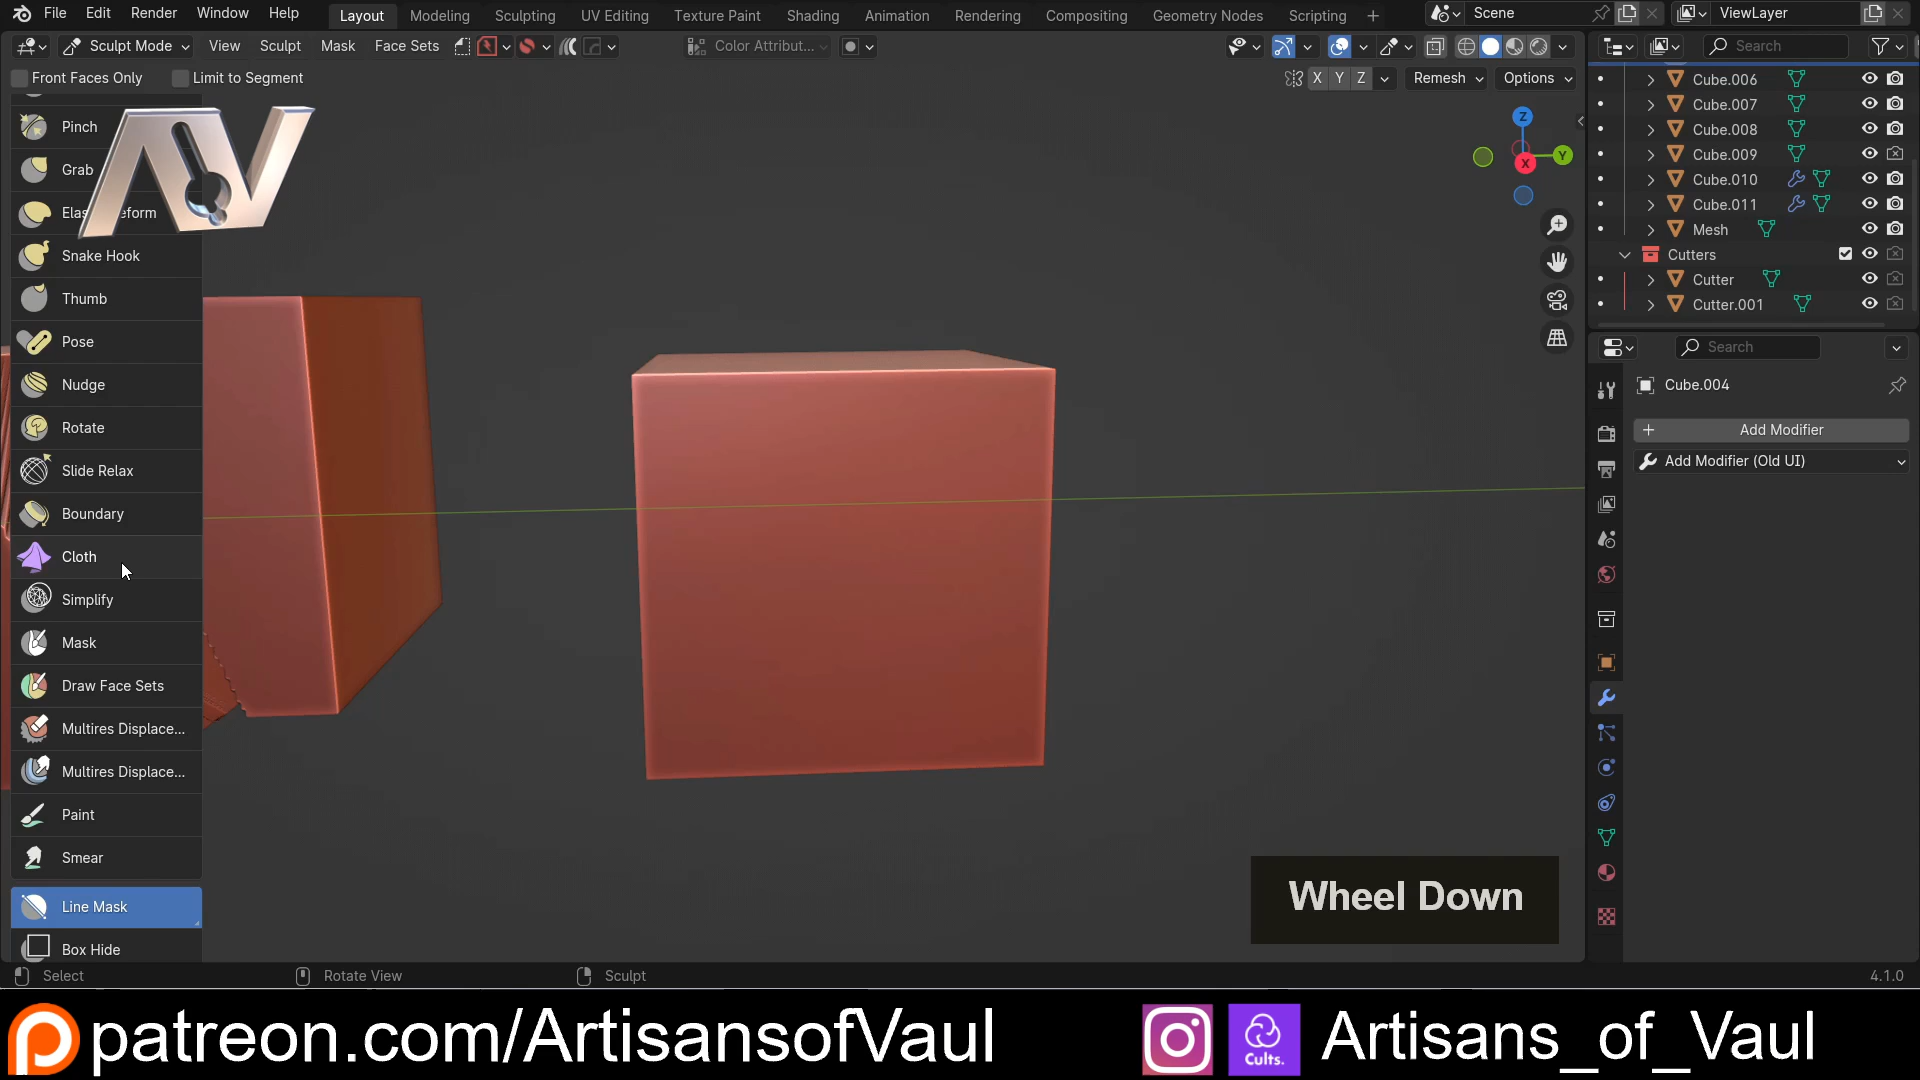 File Edit Render Window Help Layout Modeling Sculpting UV Editing Texture Paint Shading Animation Rendering Compositing Geometry Nodes Scripting + Scene ViewLayer
Sculpt Mode View Sculpt Mask Face Sets Color Attribut... Search
Front Faces Only Limit to Segment X Y Z Remesh Options
Cube.006
Cube.007
Cube.008
Cube.009
Cube.010
Cube.011
Mesh
Cutters
Cutter
Cutter.001
Search
Cube.004
Add Modifier
Add Modifier (Old UI)
Z
Y
X
AV
Pinch
Grab
Snake Hook
Thumb
Pose
Nudge
Rotate
Slide Relax
Boundary
Cloth
Simplify
Mask
Draw Face Sets
Multires Displace...
Multires Displace...
Paint
Smear
Line Mask
Box Hide
Wheel Down
Select Rotate View Sculpt 4.1.0
patreon.com/ArtisansofVaul Cults. Artisans_of_Vaul